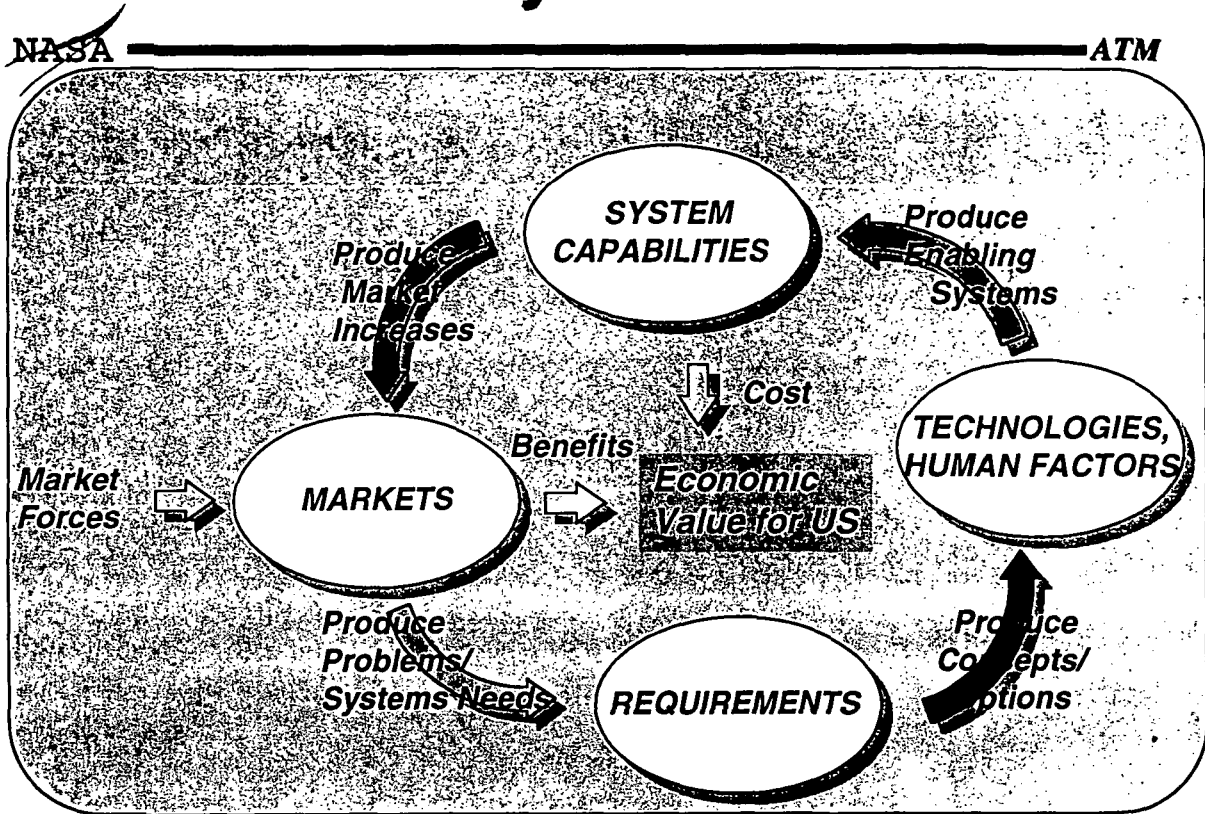 NASA
ATM
SYSTEM
CAPABILITIES
Produce
Enabling
Systems
Produce
Market
Increases
Cost
TECHNOLOGIES,
HUMAN FACTORS
Benefits
Market
Forces
MARKETS
Economic
Value for US
Produce
Problems/
Systems Needs
REQUIREMENTS
Produce
Concepts/
Options